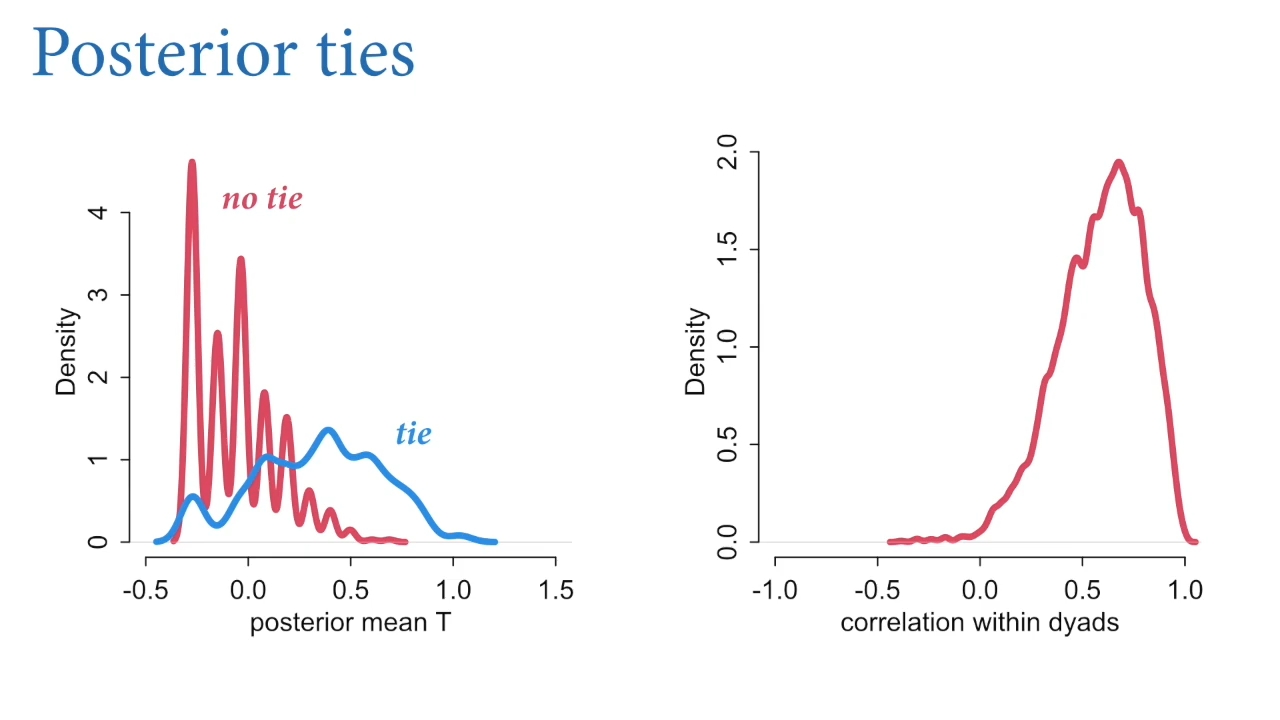 Posterior ties
no tie
tie
Density
0
1
2
3
4
-0.5 0.0 0.5 1.0 1.5
posterior mean T
Density
0.0
0.5
1.0
1.5
2.0
-1.0 -0.5 0.0 0.5 1.0
correlation within dyads